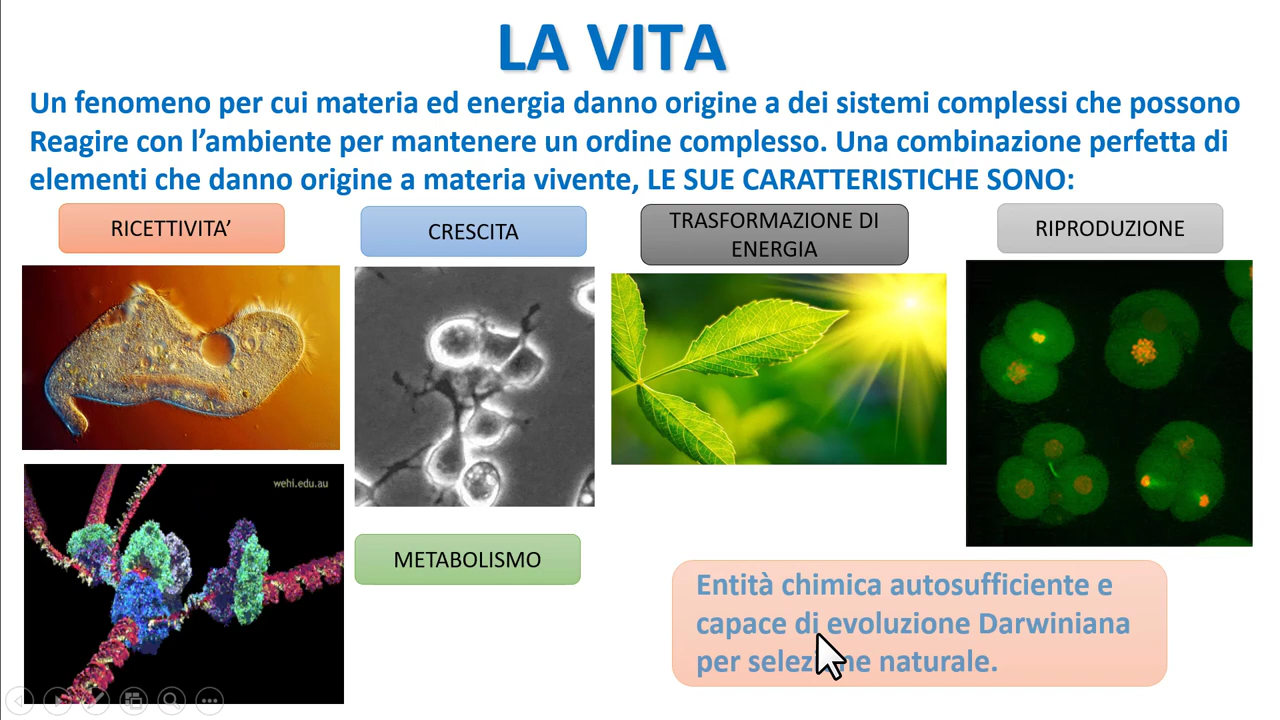 LA VITA
Un fenomeno per cui materia ed energia danno origine a dei sistemi complessi che possono
Reagire con l’ambiente per mantenere un ordine complesso. Una combinazione perfetta di
elementi che danno origine a materia vivente, LE SUE CARATTERISTICHE SONO:
RICETTIVITA’
CRESCITA
TRASFORMAZIONE DI
ENERGIA
RIPRODUZIONE
wehi.edu.au
METABOLISMO
Entità chimica autosufficiente e
capace di evoluzione Darwiniana
per naturale.